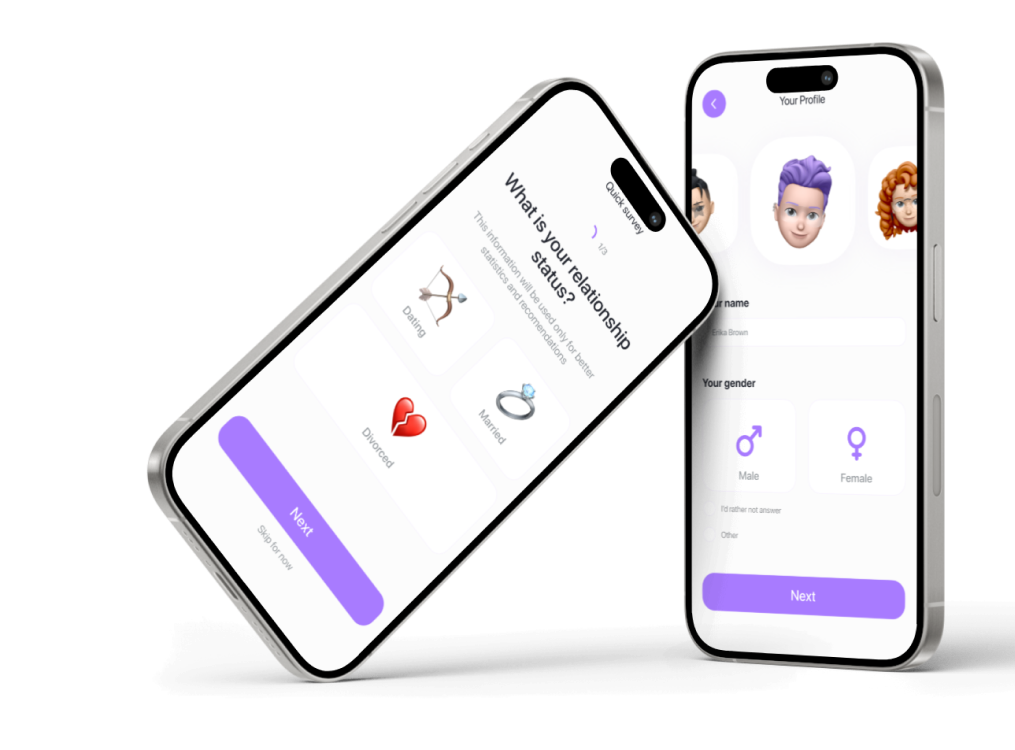 Quick survey
1/3
What is your relationship
status?
This information will be used only for better
statistics and recomendations
Dating
Married
Divorced
Next
Skip for now
Your Profile
ur name
Erika Brown
Your gender
Male
Female
I'd rather not answer
Other
Next